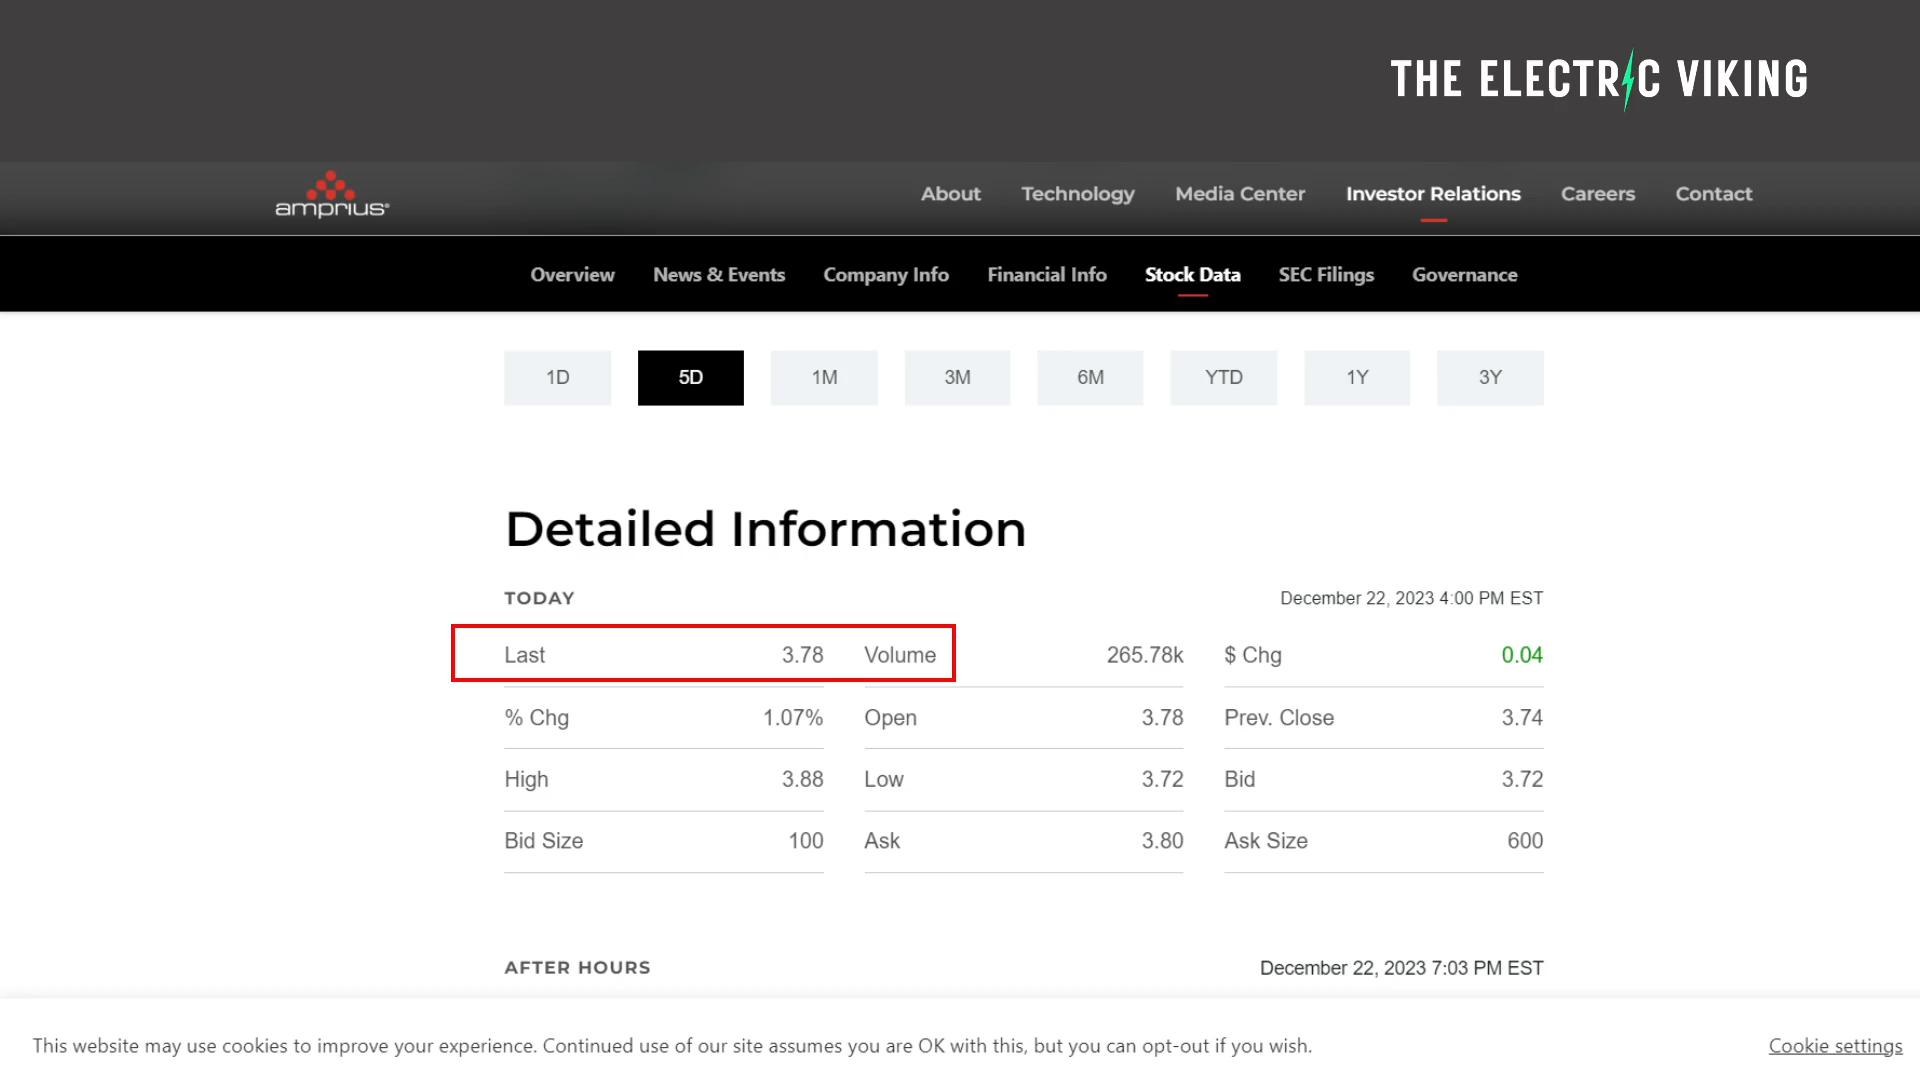 THE ELECTRIC VIKING
amprius®
About Technology Media Center Investor Relations Careers Contact
Overview News & Events Company Info Financial Info Stock Data SEC Filings Governance
1D 5D 1M 3M 6M YTD 1Y 3Y
Detailed Information
TODAY December 22, 2023 4:00 PM EST
Last 3.78 Volume 265.78k $ Chg 0.04
% Chg 1.07% Open 3.78 Prev. Close 3.74
High 3.88 Low 3.72 Bid 3.72
Bid Size 100 Ask 3.80 Ask Size 600
AFTER HOURS December 22, 2023 7:03 PM EST
This website may use cookies to improve your experience. Continued use of our site assumes you are OK with this, but you can opt-out if you wish. Cookie settings